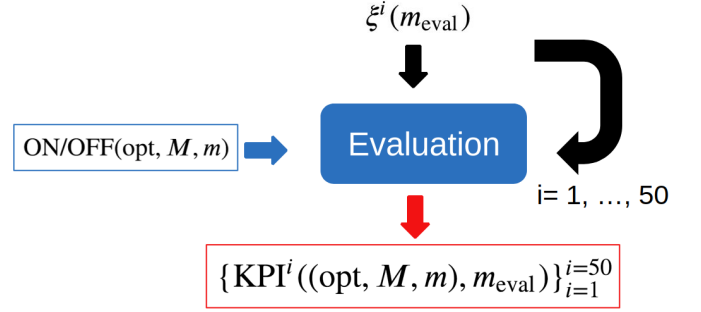 ξ^i(m_eval)
ON/OFF(opt, M, m)
Evaluation
i= 1, ..., 50
{KPI^i((opt, M, m), m_eval)}_{i=1}^{i=50}